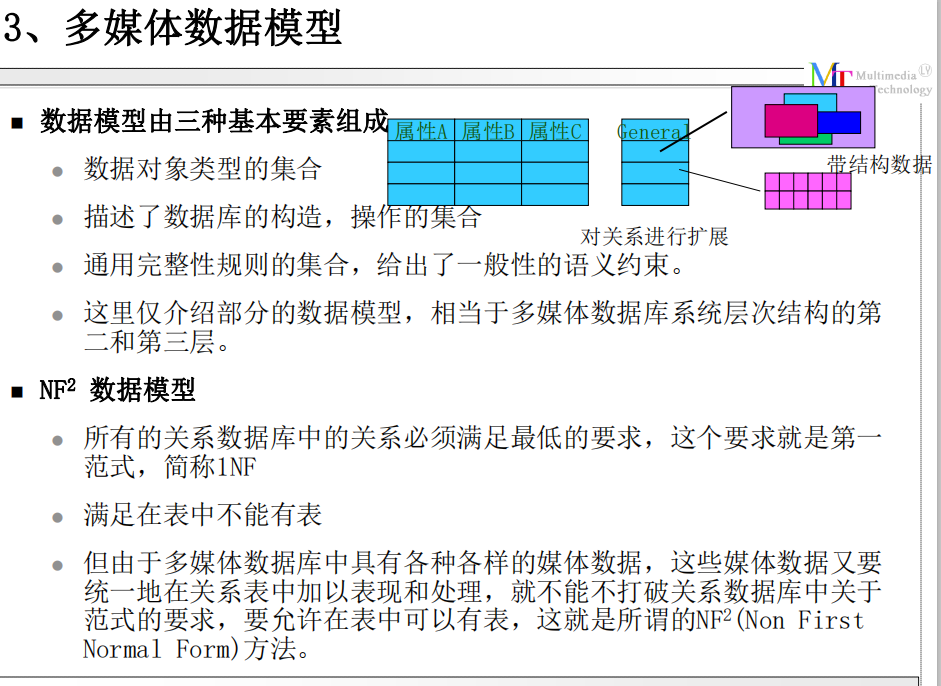 3、多媒体数据模型
Multimedia
Technology
数据模型由三种基本要素组成
属性A 属性B 属性C General
数据对象类型的集合
带结构数据
描述了数据库的构造，操作的集合
对关系进行扩展
通用完整性规则的集合，给出了一般性的语义约束。
这里仅介绍部分的数据模型，相当于多媒体数据库系统层次结构的第
二和第三层。
NF² 数据模型
所有的关系数据库中的关系必须满足最低的要求，这个要求就是第一
范式，简称1NF
满足在表中不能有表
但由于多媒体数据库中具有各种各样的媒体数据，这些媒体数据又要
统一地在关系表中加以表现和处理，就不能不打破关系数据库中关于
范式的要求，要允许在表中可以有表，这就是所谓的NF²(Non First
Normal Form)方法。